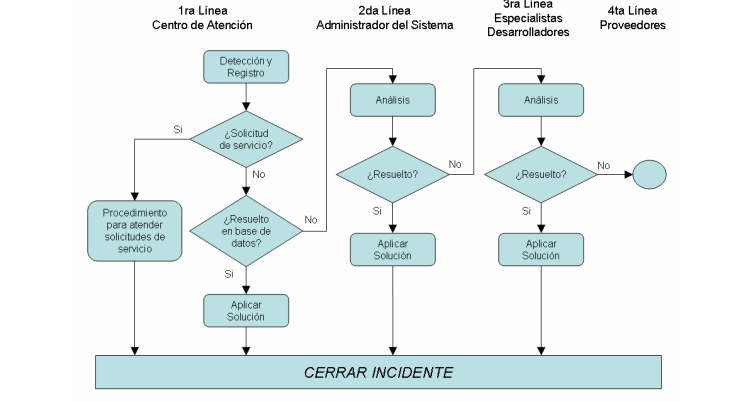 1ra Línea
Centro de Atención
2da Línea
Administrador del Sistema
3ra Línea
Especialistas
Desarrolladores
4ta Línea
Proveedores
Detección y
Registro
¿Solicitud
de servicio?
Si
No
Procedimiento
para atender
solicitudes de
servicio
¿Resuelto
en base de
datos?
No
Si
Aplicar
Solución
Análisis
¿Resuelto?
No
Si
Aplicar
Solución
Análisis
¿Resuelto?
No
Si
Aplicar
Solución
CERRAR INCIDENTE